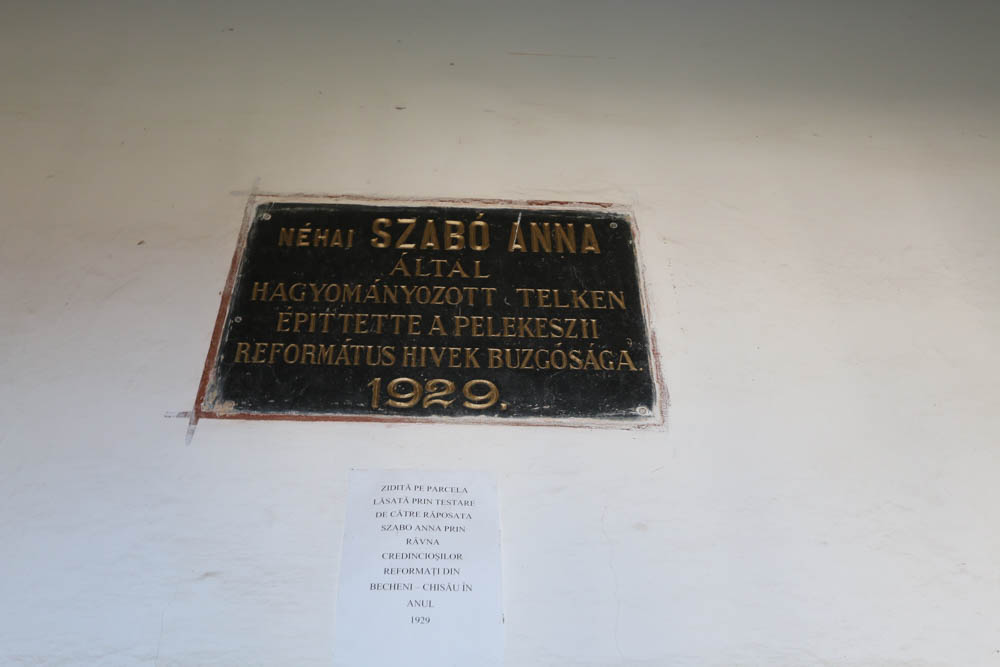 NÉHAI SZABÓ ANNA
ÁLTAL
HAGYOMÁNYOZOTT TELKEN
ÉPITTETTE A PELEKESZII
REFORMÁTUS HIVEK BUZGÓSÁGA.
1929.
ZIDITĂ PE PARCELA
LĂSATĂ PRIN TESTARE
DE CĂTRE RĂPOSATA
SZABO ANNA PRIN
RÂVNA
CREDINCIOȘILOR
REFORMAȚI DIN
BECHENI – CHISĂU ÎN
ANUL
1929